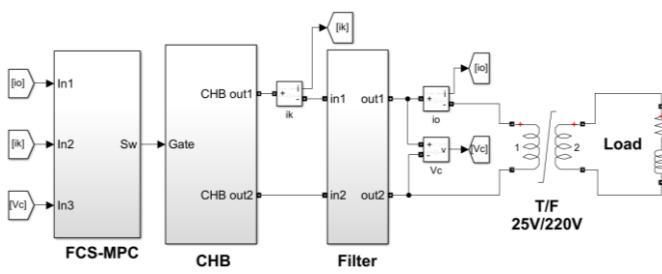 [ik]
[io]
In1
[ik]
In2
[Vc]
In3
Sw
FCS-MPC
Gate
CHB out1
CHB out2
CHB
+
-
i
ik
in1
in2
out1
out2
Filter
[io]
+
-
i
io
+
-
v
Vc
[Vc]
+
1
+
2
T/F
25V/220V
Load
+